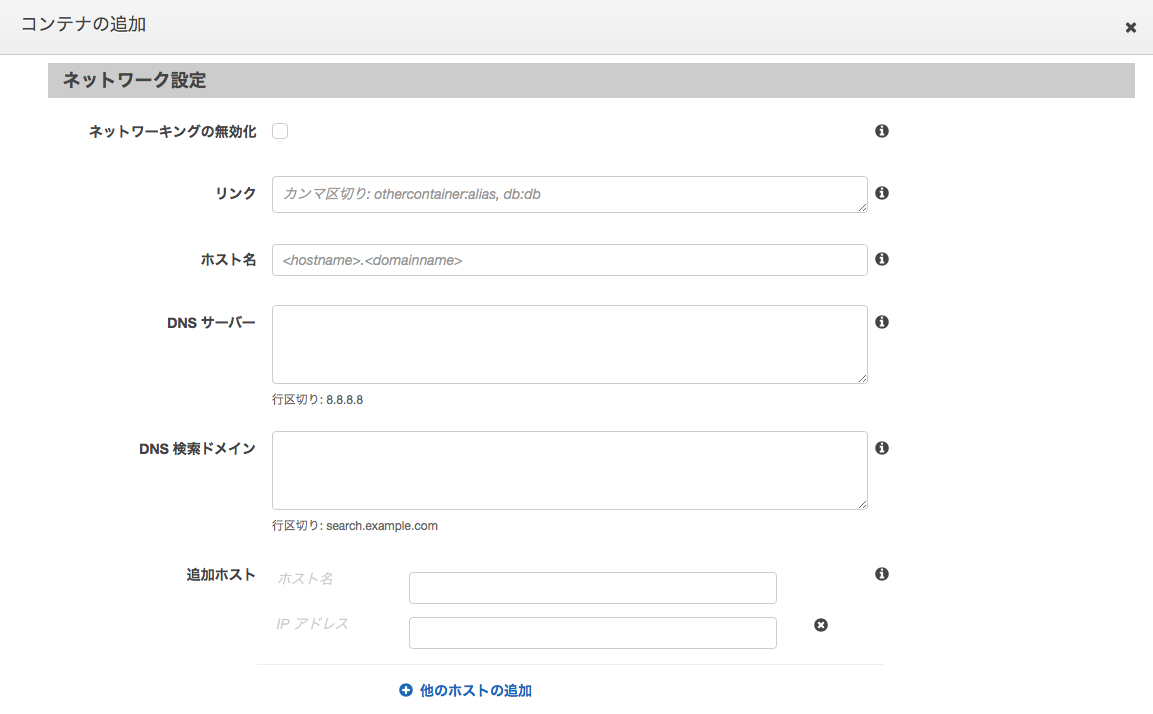 コンテナの追加
ネットワーク設定
ネットワーキングの無効化
リンク
カンマ区切り: othercontainer:alias, db:db
ホスト名
<hostname>.<domainname>
DNS サーバー
行区切り: 8.8.8.8
DNS 検索ドメイン
行区切り: search.example.com
追加ホスト
ホスト名
IP アドレス
他のホストの追加